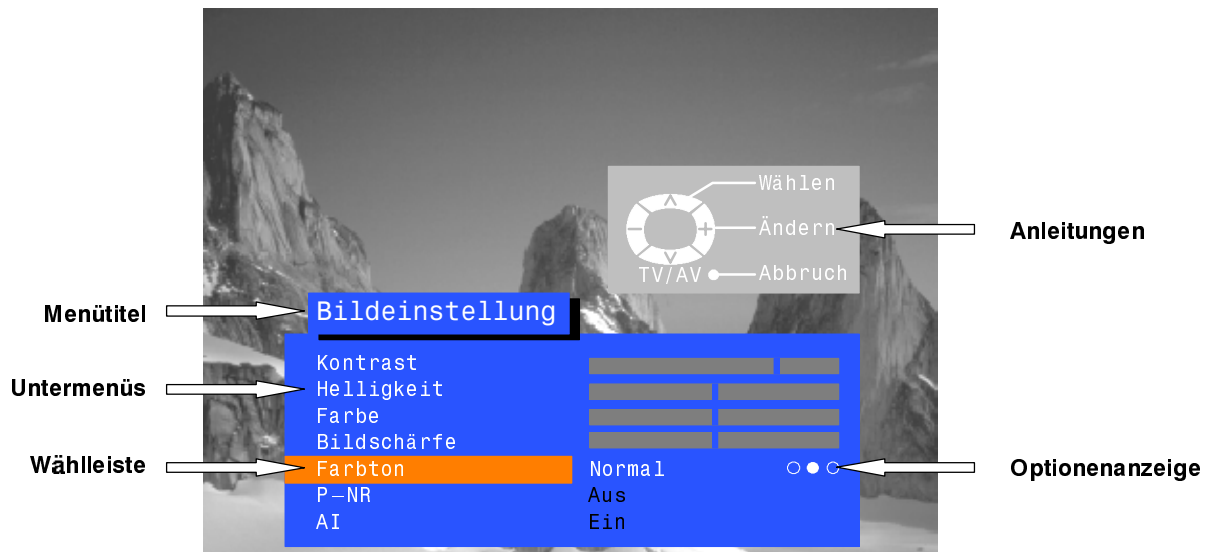 Wählen
Ändern
TV/AV Abbruch
Anleitungen
Menütitel
Bildeinstellung
Untermenüs
Kontrast
Helligkeit
Farbe
Bildschärfe
Wählleiste
Farbton Normal
Optionenanzeige
P–NR Aus
AI Ein